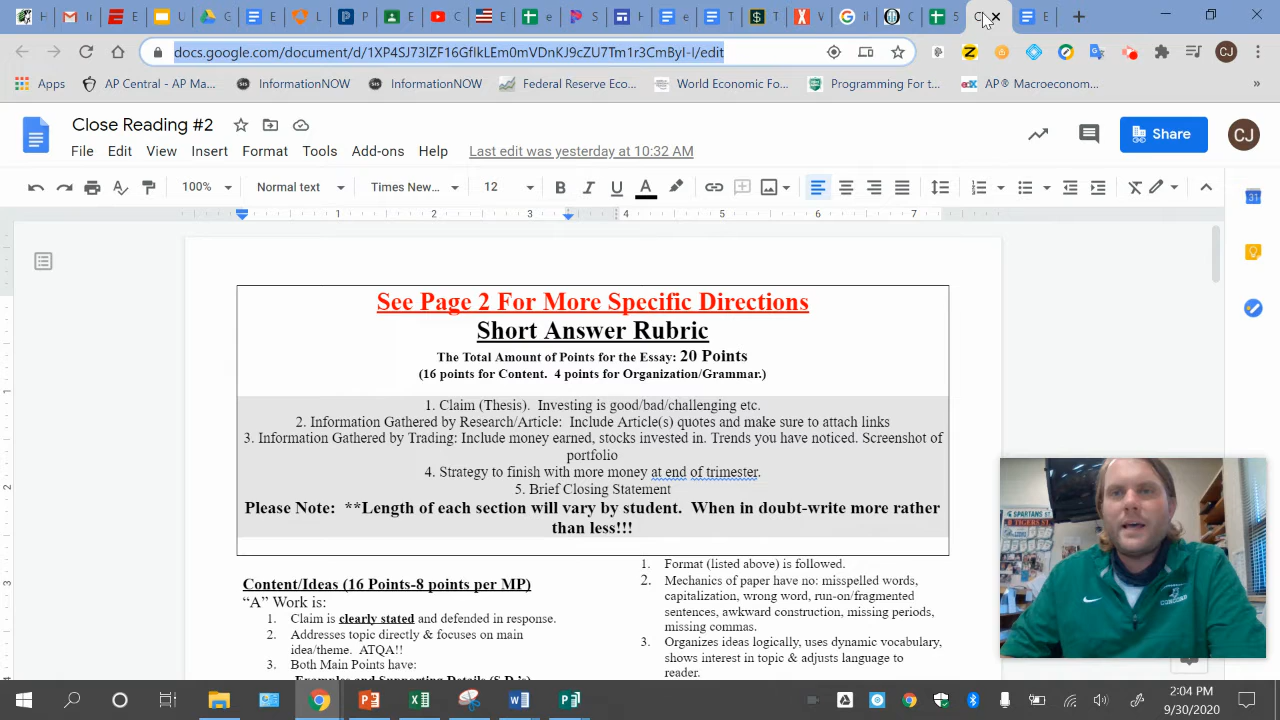 docs.google.com/document/d/1XP4SJ73lZF16GflkLEm0mVDnKJ9cZU7Tm1r3CmByI-I/edit
Apps
AP Central - AP Su...
InformationNOW
InformationNOW
Federal Reserve Eco...
World Economic Fo...
Programming For t...
AP® Macroeconom...
»
Close Reading #2
File Edit View Insert Format Tools Add-ons Help Last edit was yesterday at 10:32 AM
Share
CJ
100% Normal text Times New... 12 B I U A
1 2 3 4 5 6 7
See Page 2 For More Specific Directions
Short Answer Rubric
The Total Amount of Points for the Essay: 20 Points
(16 points for Content. 4 points for Organization/Grammar.)
1. Claim (Thesis). Investing is good/bad/challenging etc.
2. Information Gathered by Research/Article: Include Article(s) quotes and make sure to attach links
3. Information Gathered by Trading: Include money earned, stocks invested in. Trends you have noticed. Screenshot of
portfolio
4. Strategy to finish with more money at end of trimester.
5. Brief Closing Statement
Please Note: **Length of each section will vary by student. When in doubt-write more rather
than less!!!
Content/Ideas (16 Points-8 points per MP)
“A” Work is:
1. Claim is clearly stated and defended in response.
2. Addresses topic directly & focuses on main
idea/theme. ATQA!!
3. Both Main Points have:
1. Format (listed above) is followed.
2. Mechanics of paper have no: misspelled words,
capitalization, wrong word, run-on/fragmented
sentences, awkward construction, missing periods,
missing commas.
3. Organizes ideas logically, uses dynamic vocabulary,
shows interest in topic & adjusts language to
reader.
SPARTANS ST
CONCORD
2:04 PM
9/30/2020